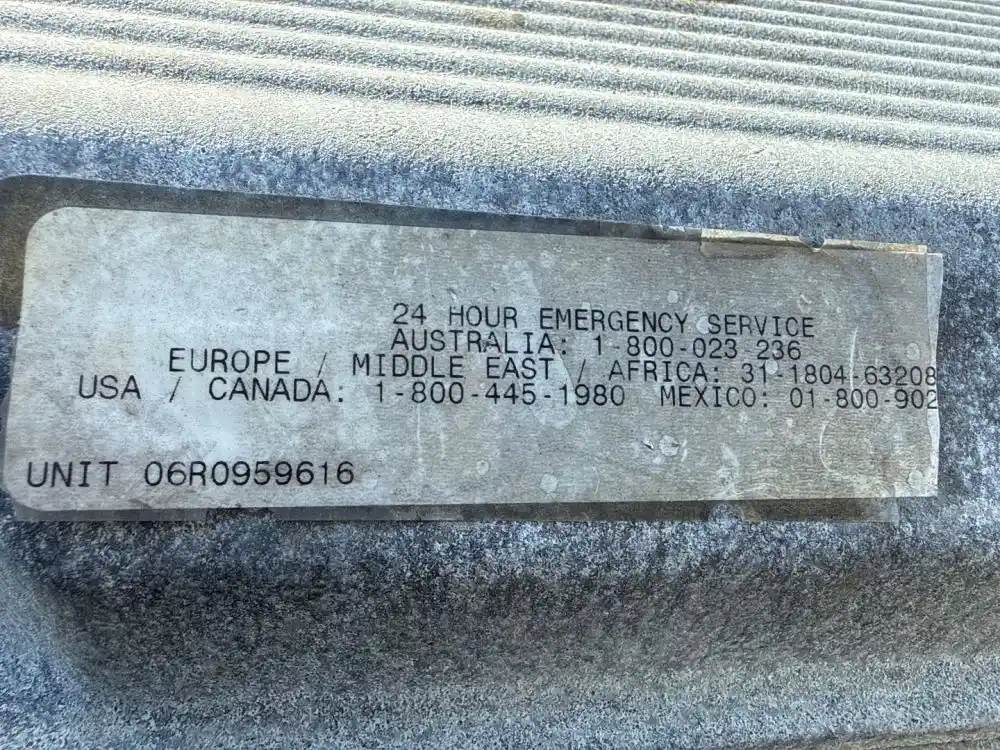 24 HOUR EMERGENCY SERVICE
AUSTRALIA: 1-800-023 236
EUROPE / MIDDLE EAST / AFRICA: 31-1804-63208
USA / CANADA: 1-800-445-1980 MEXICO: 01-800-902
UNIT 06R0959616